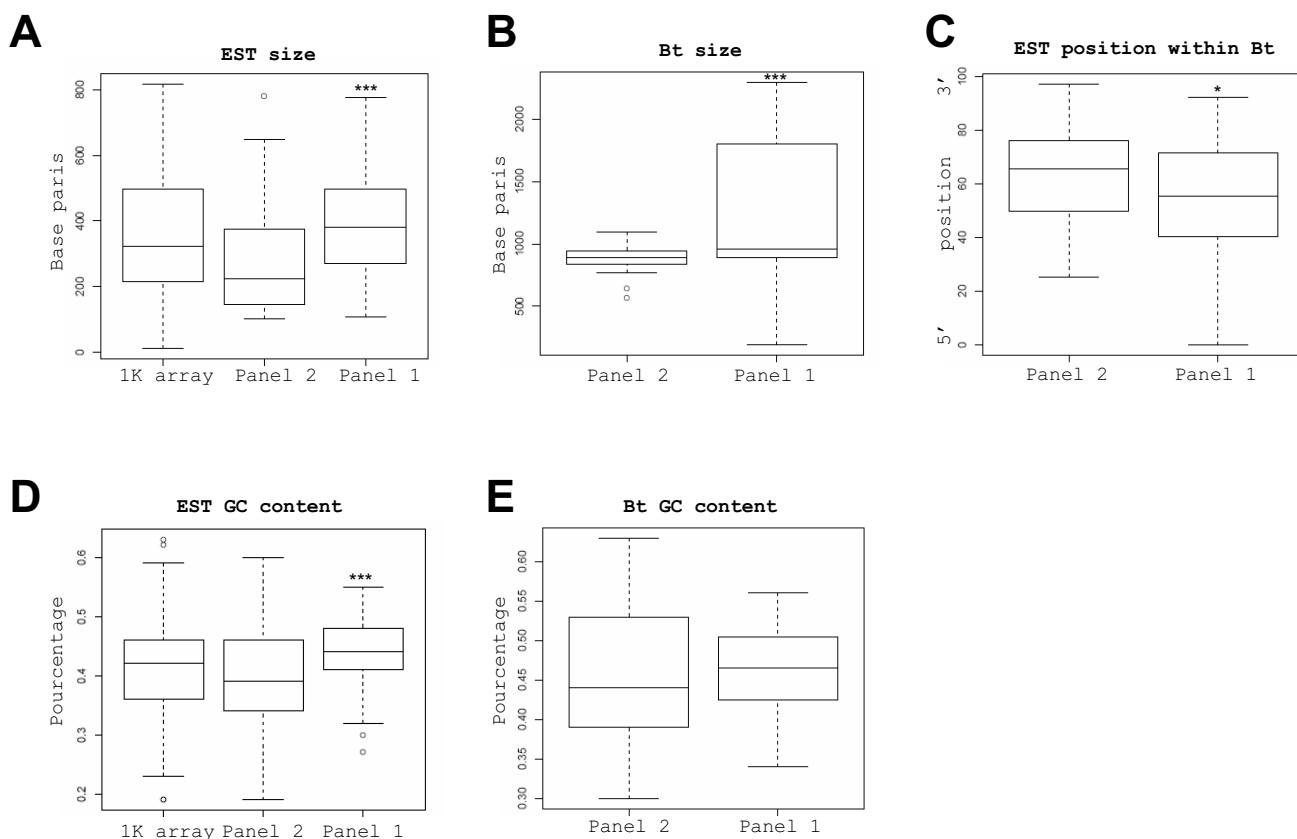 A
EST size
***
Base paris
0 200 400 600 800
1K array Panel 2 Panel 1
B
Bt size
***
Base paris
500 1000 1500 2000
Panel 2 Panel 1
C
EST position within Bt
*
5' position 3'
0 20 40 60 80 100
Panel 2 Panel 1
D
EST GC content
***
Pourcentage
0.2 0.3 0.4 0.5 0.6
1K array Panel 2 Panel 1
E
Bt GC content
Pourcentage
0.30 0.35 0.40 0.45 0.50 0.55 0.60
Panel 2 Panel 1